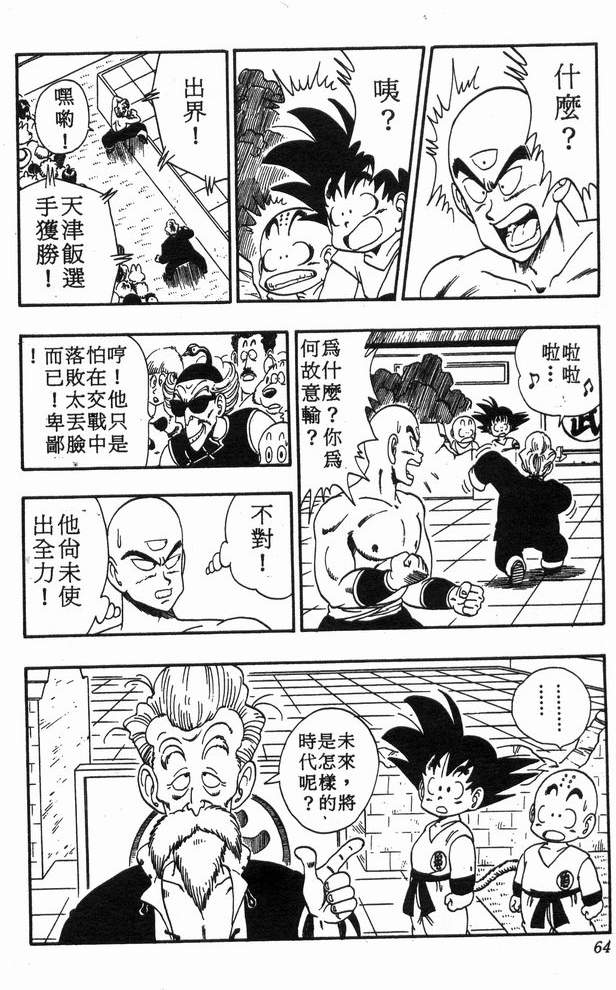 什麼？
咦？
出界！
嘿喲！
天津飯選
手獲勝！
啦啦
啦…
♪
♪
為什麼？你為
何故意輸？
武
哼！他只是
怕在交戰中
落敗太丟臉
而已！卑鄙
！
不對！
他尚未使
出全力！
………
未來，將
是怎樣的
時代呢？
64